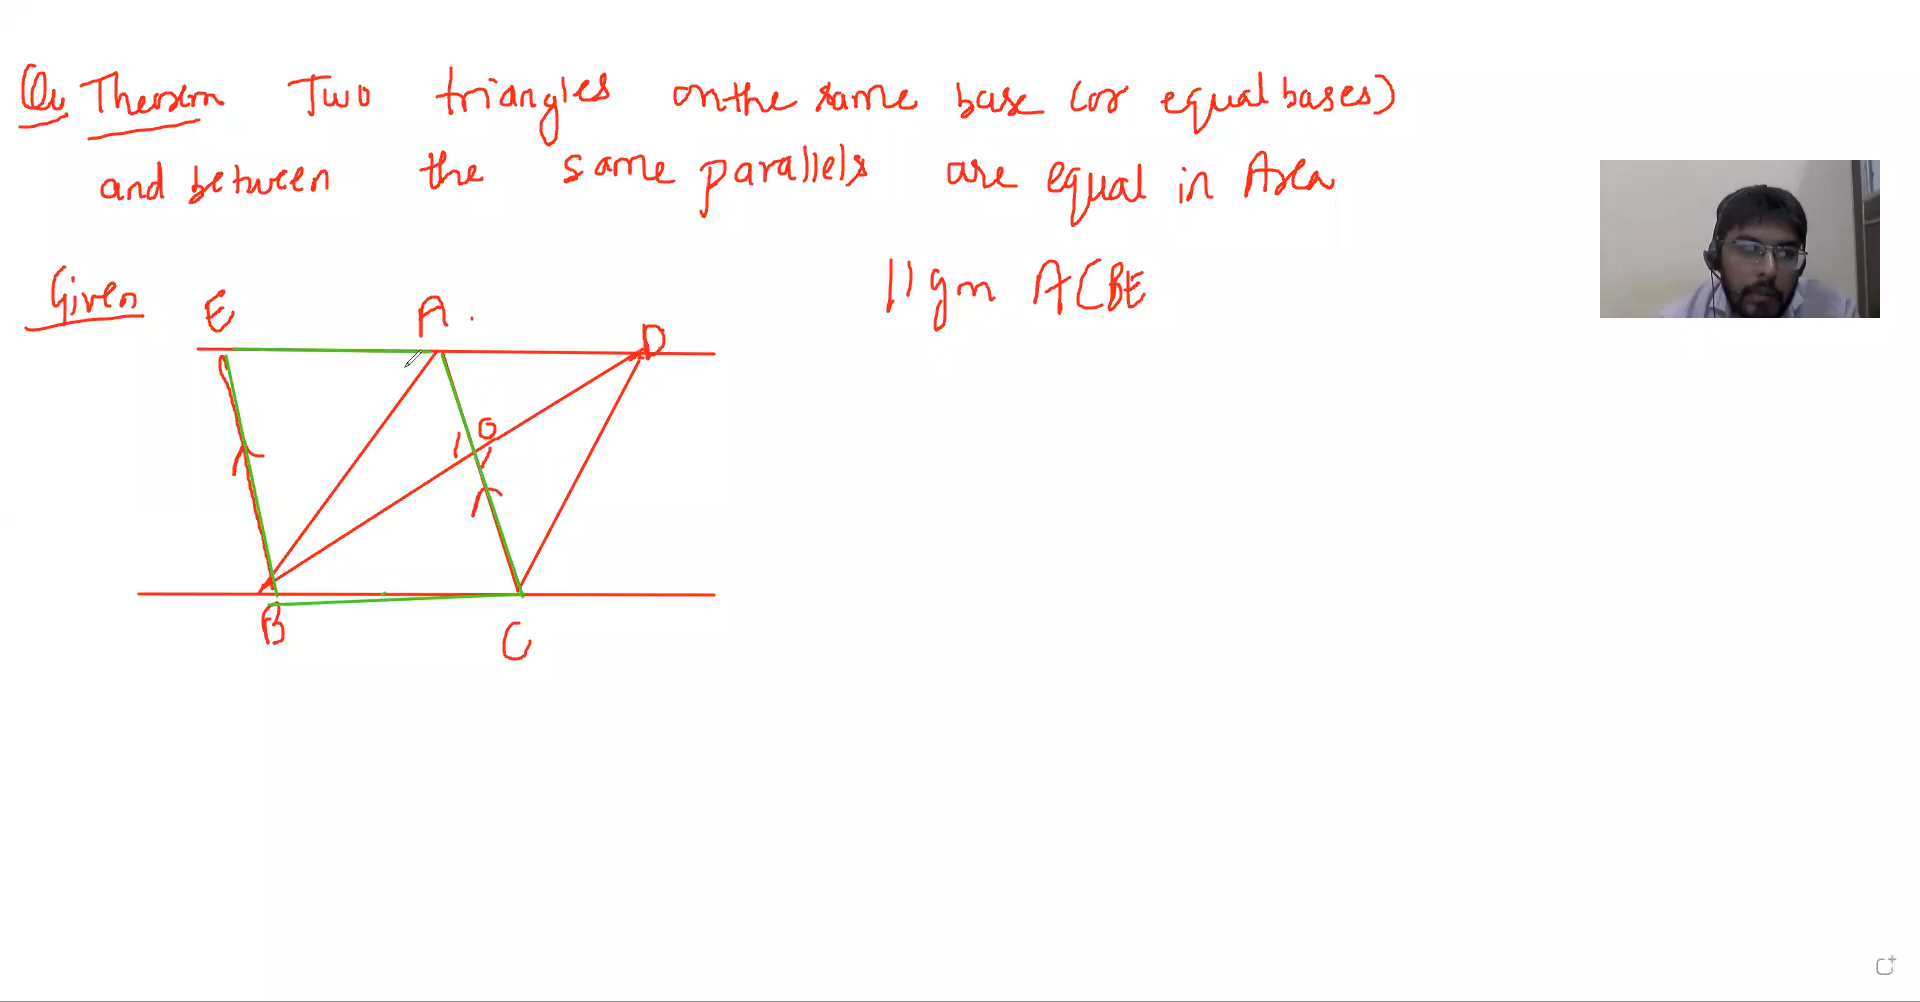 Qu Theorem Two triangles on the same base (or equal bases)
and between the same parallels are equal in Area
Given
||gm ACBE
E A . D
O
B C